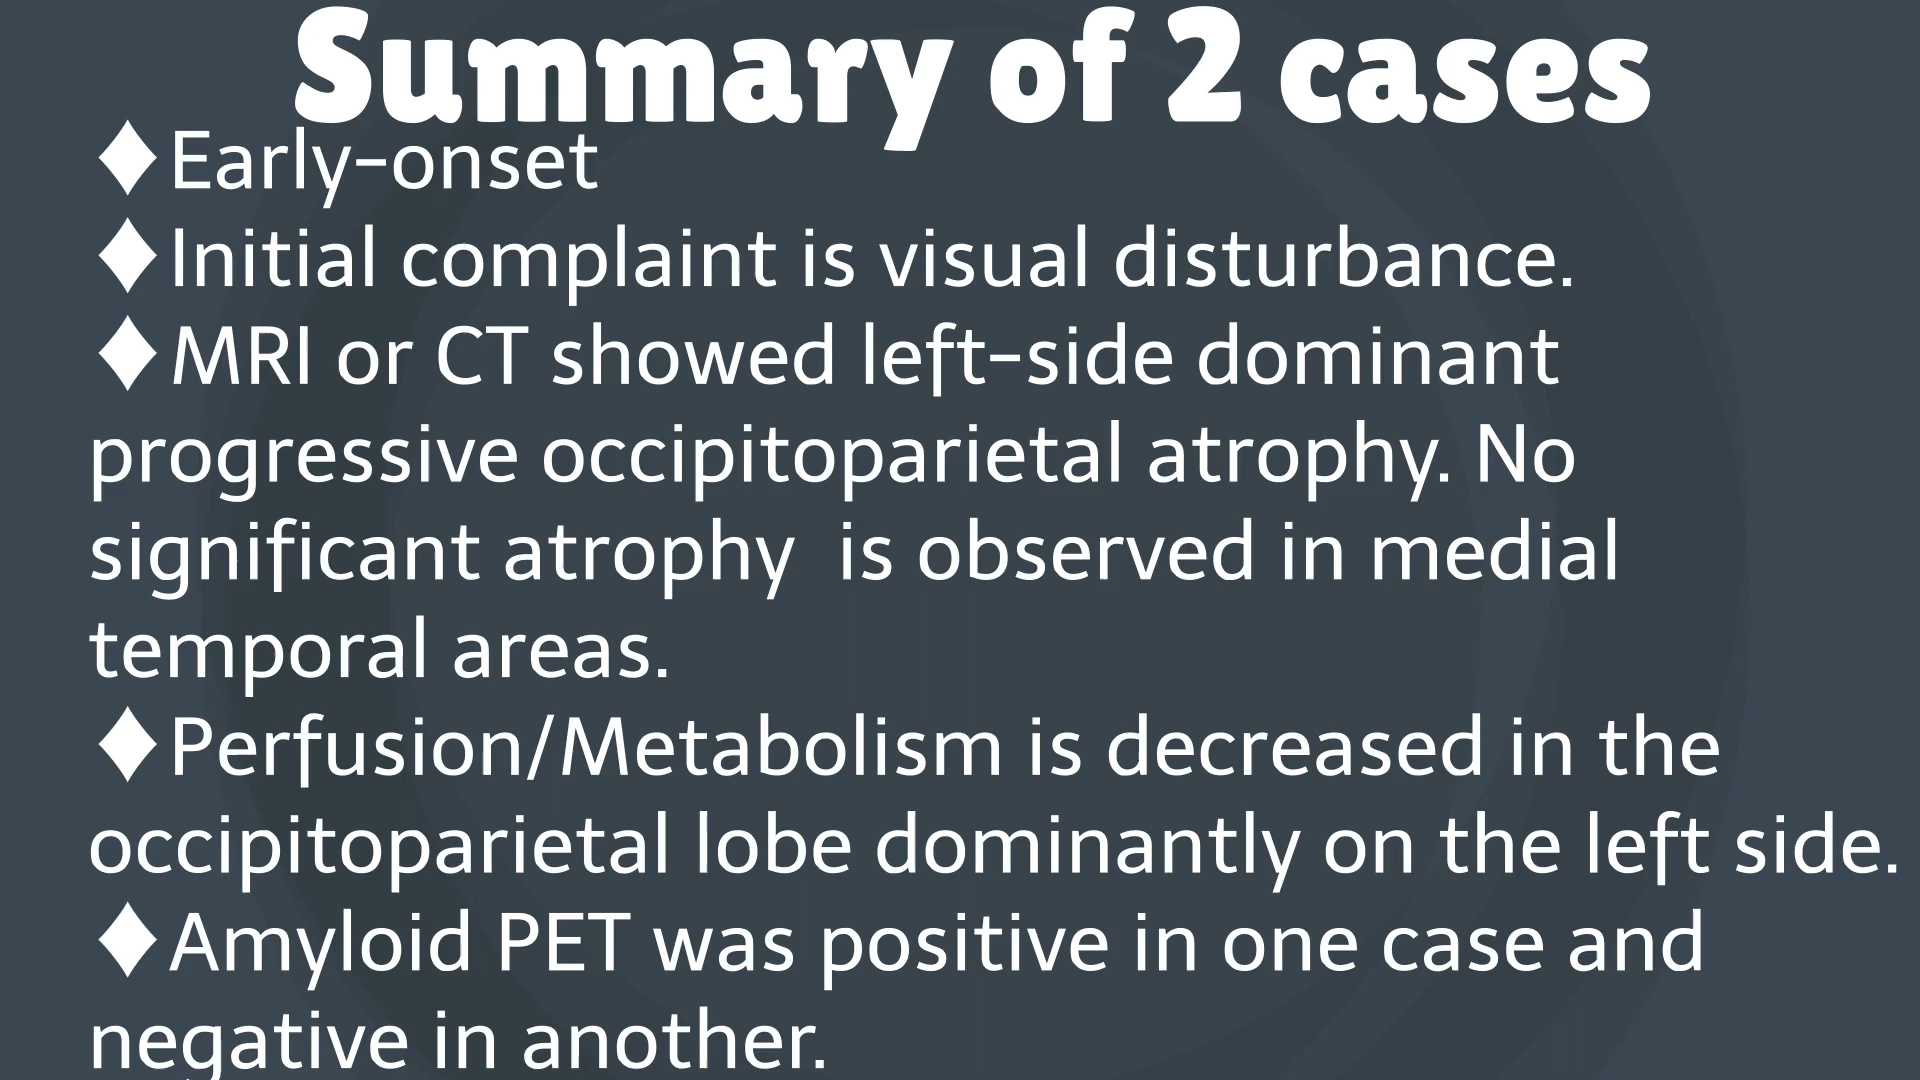 Summary of 2 cases
♦Early-onset
♦Initial complaint is visual disturbance.
♦MRI or CT showed left-side dominant
progressive occipitoparietal atrophy. No
significant atrophy  is observed in medial
temporal areas.
♦Perfusion/Metabolism is decreased in the
occipitoparietal lobe dominantly on the left side.
♦Amyloid PET was positive in one case and
negative in another.